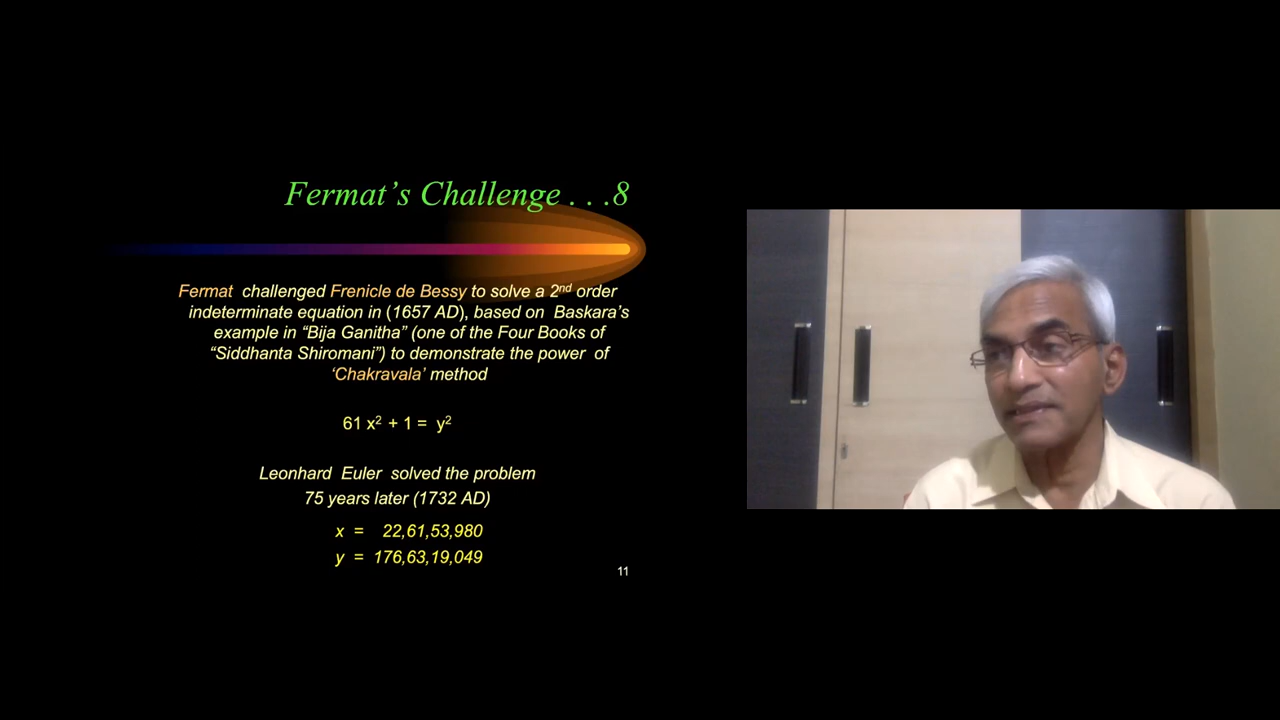 Fermat’s Challenge . . .8
Fermat challenged Frenicle de Bessy to solve a 2nd order
indeterminate equation in (1657 AD), based on Baskara’s
example in “Bija Ganitha” (one of the Four Books of
“Siddhanta Shiromani”) to demonstrate the power of
‘Chakravala’ method
61 x² + 1 = y²
Leonhard Euler solved the problem
75 years later (1732 AD)
x = 22,61,53,980
y = 176,63,19,049
11